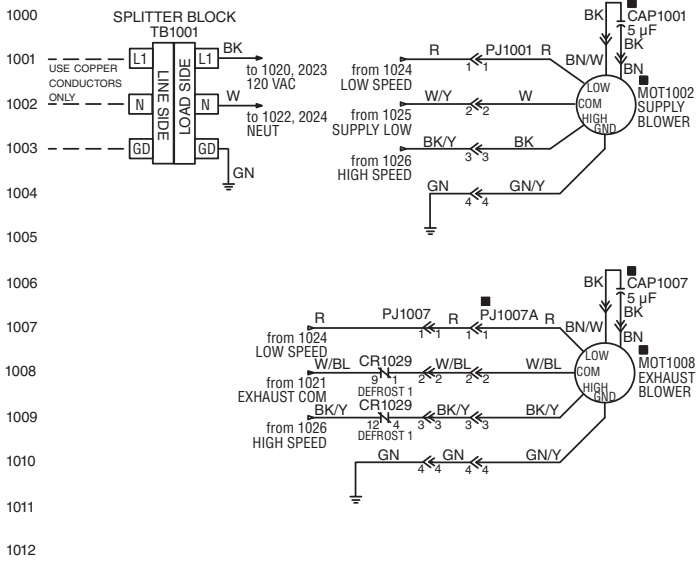 1000
SPLITTER BLOCK
TB1001
BK
CAP1001
5 µF
BK
1001
USE COPPER
CONDUCTORS
ONLY
L1
LINE SIDE
LOAD SIDE
L1
BK
to 1020, 2023
120 VAC
R
PJ1001
R
1
1
from 1024
LOW SPEED
BN/W
BN
LOW
MOT1002
SUPPLY
BLOWER
1002
N
N
W
to 1022, 2024
NEUT
W/Y
W
2
2
from 1025
SUPPLY LOW
COM
HIGH
GND
1003
GD
GD
GN
BK/Y
BK
3
3
from 1026
HIGH SPEED
1004
GN
GN/Y
4
4
1005
1006
BK
CAP1007
5 µF
BK
1007
R
PJ1007
R
PJ1007A
R
1
1
1
1
from 1024
LOW SPEED
BN/W
BN
LOW
MOT1008
EXHAUST
BLOWER
1008
W/BL
CR1029
W/BL
W/BL
9
1
2
2
2
2
DEFROST 1
from 1021
EXHAUST COM
COM
HIGH
GND
1009
BK/Y
CR1029
BK/Y
BK/Y
12
4
3
3
3
3
DEFROST 1
from 1026
HIGH SPEED
1010
GN
GN
GN/Y
4
4
4
4
1011
1012